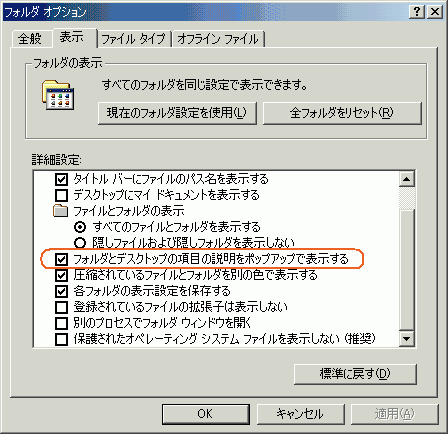 フォルダ オプション
全般
表示
ファイル タイプ
オフライン ファイル
フォルダの表示
すべてのフォルダを同じ設定で表示できます。
現在のフォルダ設定を使用(L)
全フォルダをリセット(R)
詳細設定:
タイトル バーにファイルのパス名を表示する
デスクトップにマイ ドキュメントを表示する
ファイルとフォルダの表示
すべてのファイルとフォルダを表示する
隠しファイルおよび隠しフォルダを表示しない
フォルダとデスクトップの項目の説明をポップアップで表示する
圧縮されているファイルとフォルダを別の色で表示する
各フォルダの表示設定を保存する
登録されているファイルの拡張子は表示しない
別のプロセスでフォルダ ウィンドウを開く
保護されたオペレーティング システム ファイルを表示しない (推奨)
標準に戻す(D)
OK
キャンセル
適用(A)